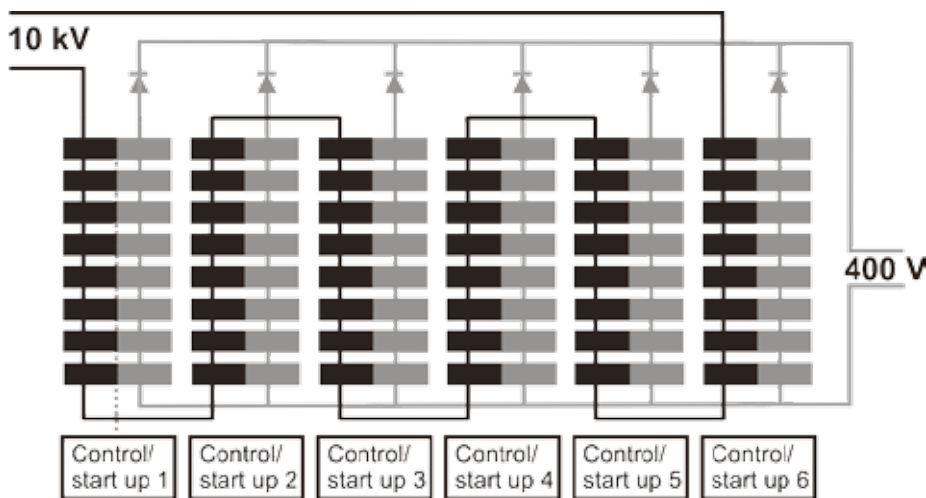 10 kV
400 V
Control/
start up 1
Control/
start up 2
Control/
start up 3
Control/
start up 4
Control/
start up 5
Control/
start up 6